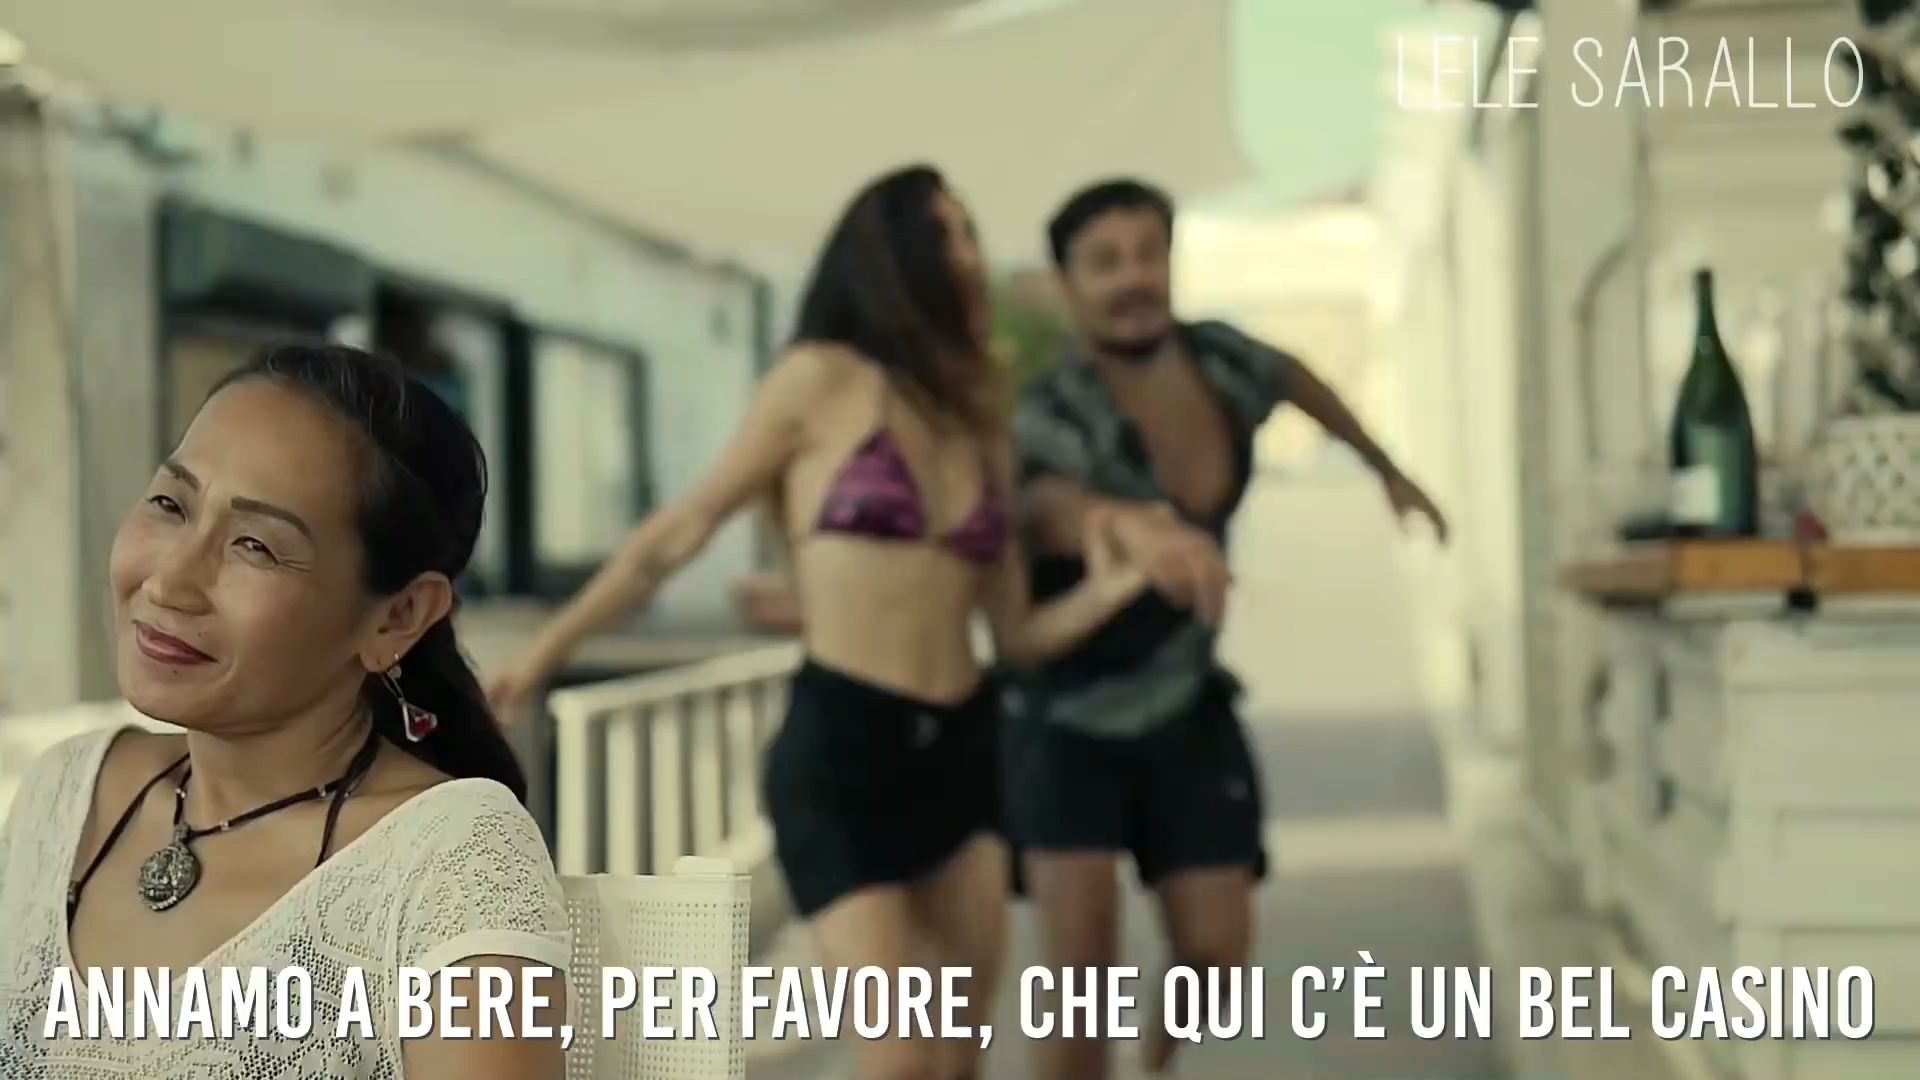 LELE SARALLO
ANNAMO A BERE, PER FAVORE, CHE QUI C'È UN BEL CASINO